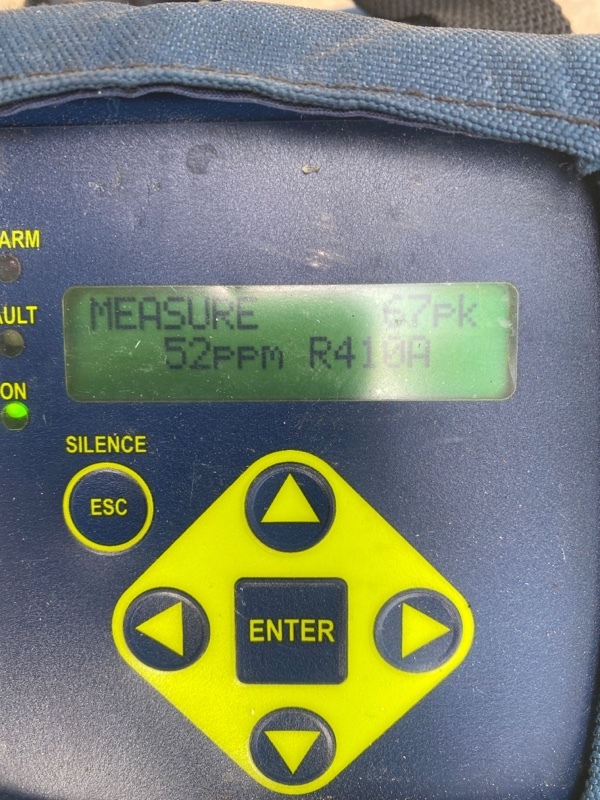 ARM
MEASURE 67pk
AULT
52ppm R410A
ON
SILENCE
ESC
ENTER